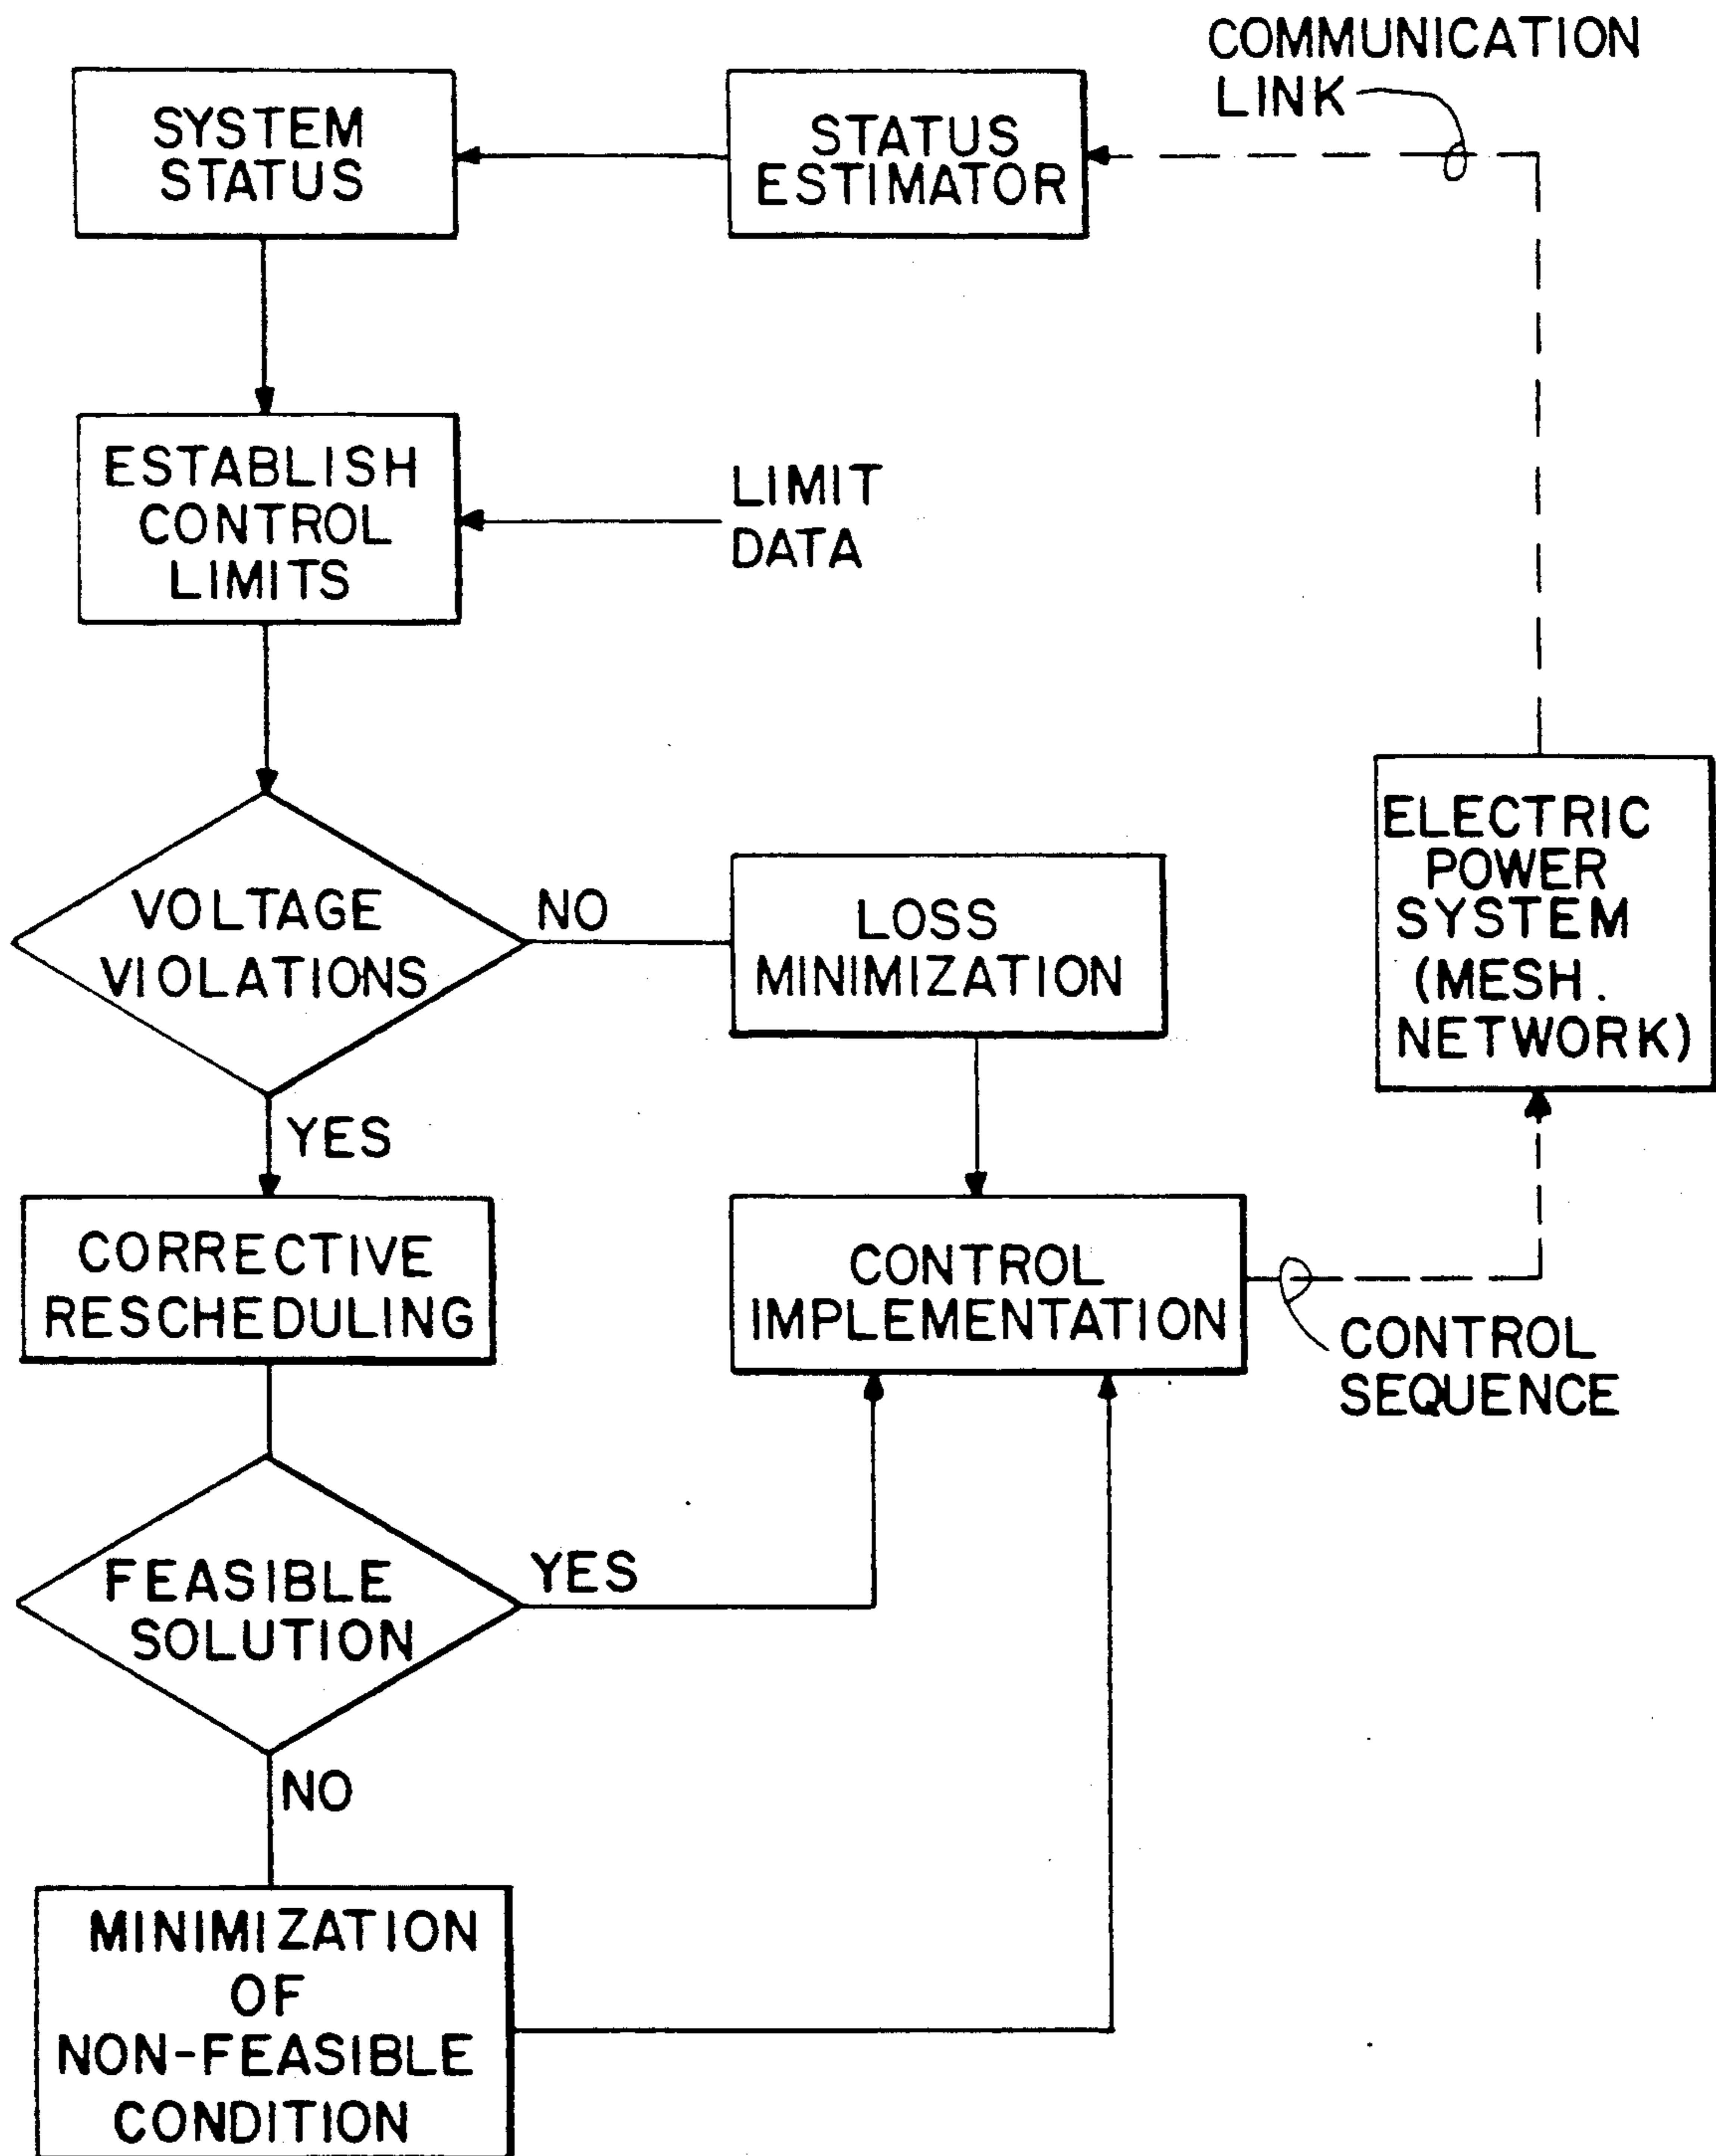 COMMUNICATION
LINK
SYSTEM
STATUS
STATUS
ESTIMATOR
ESTABLISH
CONTROL
LIMITS
LIMIT
DATA
ELECTRIC
POWER
SYSTEM
(MESH.
NETWORK)
VOLTAGE
VIOLATIONS
NO
LOSS
MINIMIZATION
YES
CORRECTIVE
RESCHEDULING
CONTROL
IMPLEMENTATION
CONTROL
SEQUENCE
FEASIBLE
SOLUTION
YES
NO
MINIMIZATION
OF
NON-FEASIBLE
CONDITION